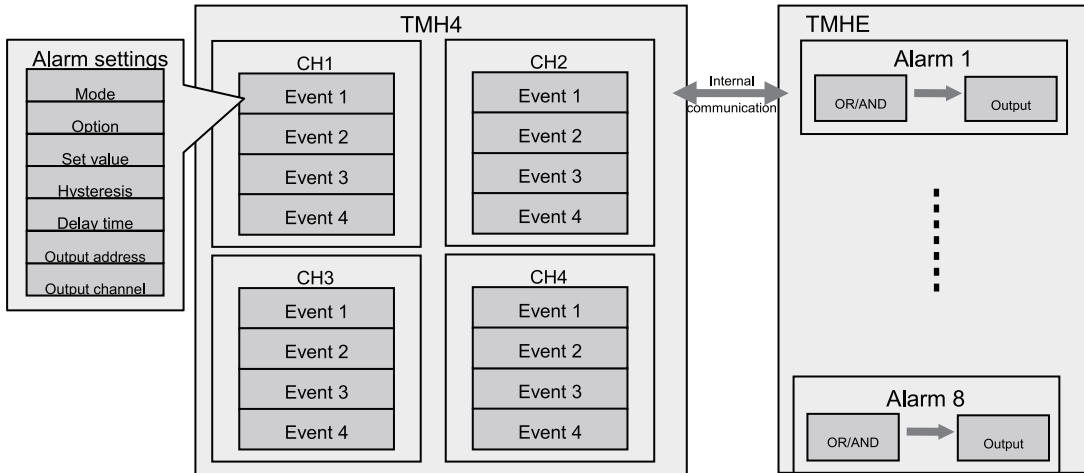 Alarm settings
Mode
Option
Set value
Hysteresis
Delay time
Output address
Output channel
TMH4
CH1
Event 1
Event 2
Event 3
Event 4
CH2
Event 1
Event 2
Event 3
Event 4
CH3
Event 1
Event 2
Event 3
Event 4
CH4
Event 1
Event 2
Event 3
Event 4
Internal
communication
TMHE
Alarm 1
OR/AND
Output
Alarm 8
OR/AND
Output